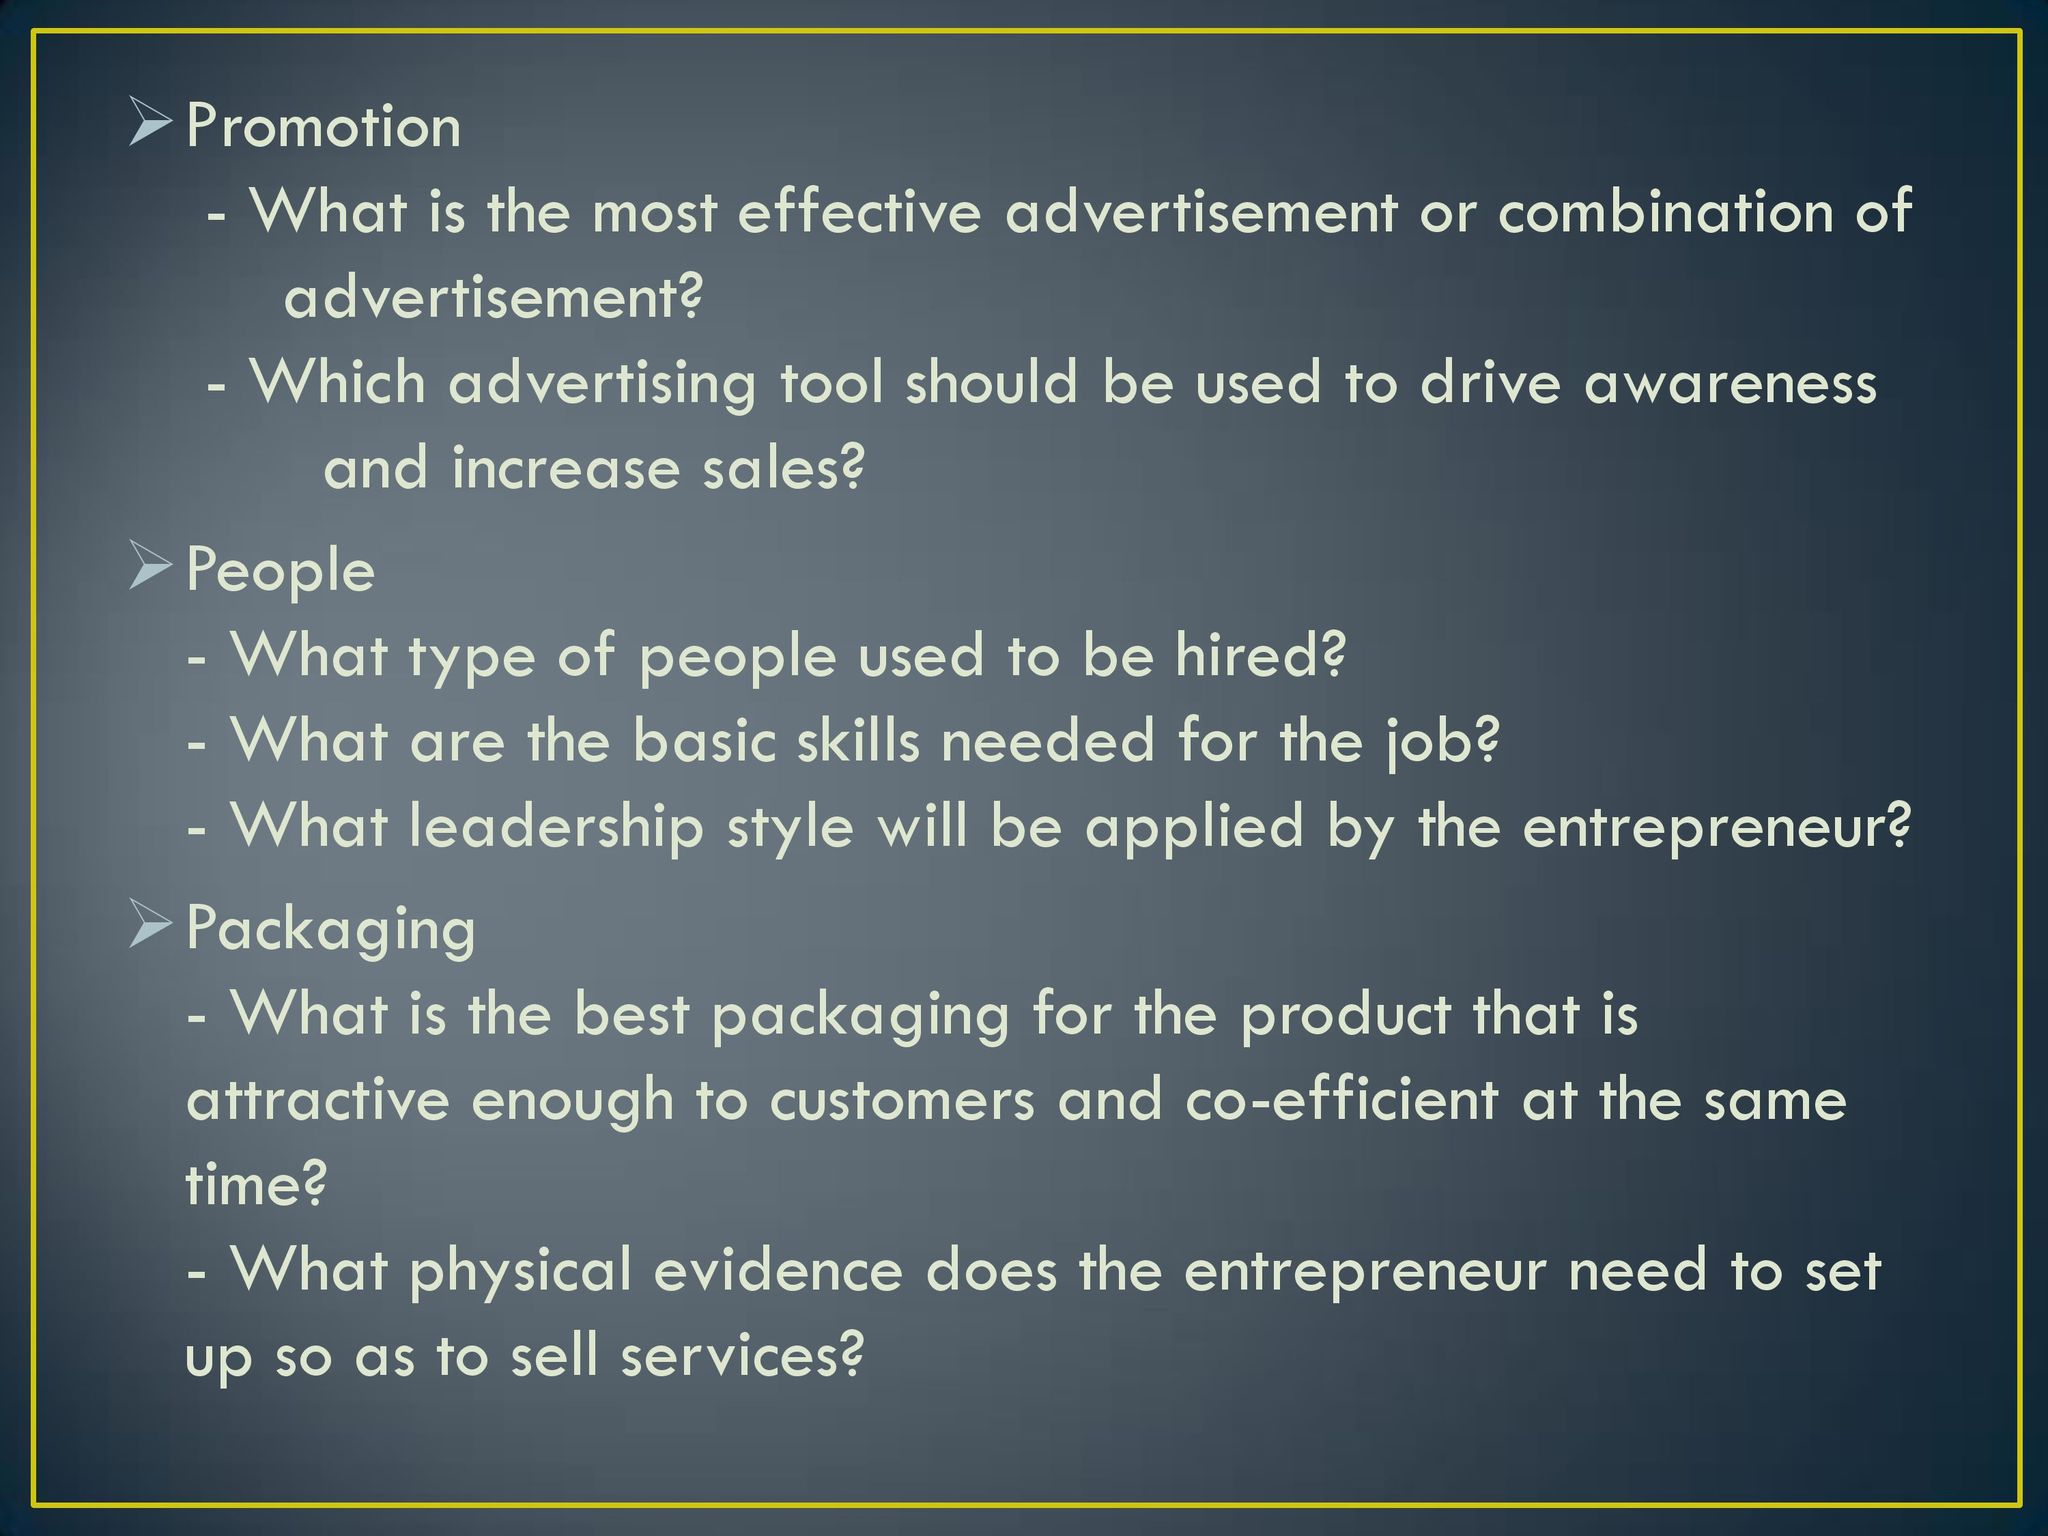 Promotion
- What is the most effective advertisement or combination of
advertisement?
- Which advertising tool should be used to drive awareness
and increase sales?
People
- What type of people used to be hired?
- What are the basic skills needed for the job?
- What leadership style will be applied by the entrepreneur?
Packaging
- What is the best packaging for the product that is
attractive enough to customers and co-efficient at the same
time?
- What physical evidence does the entrepreneur need to set
up so as to sell services?